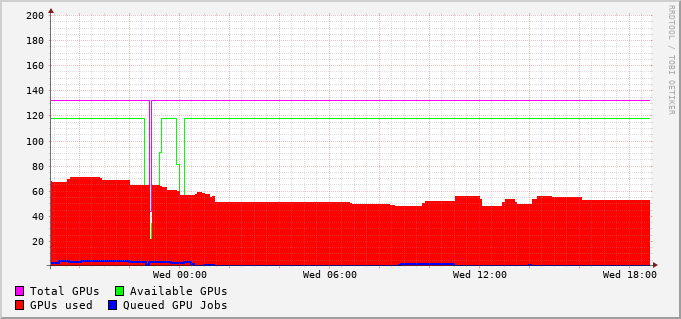 RRDTOOL / TOBI OETIKER
200
180
160
140
120
100
80
60
40
20
Wed 00:00 Wed 06:00 Wed 12:00 Wed 18:00
Total GPUs Available GPUs
GPUs used Queued GPU Jobs